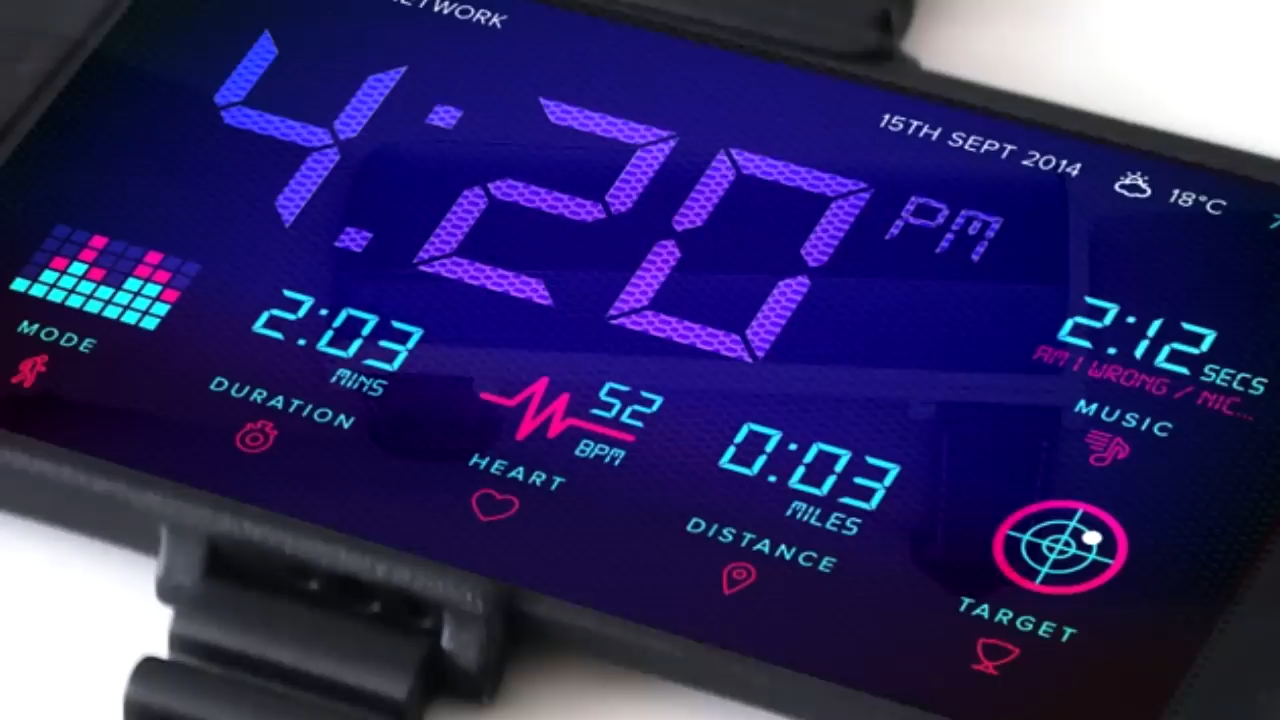 NETWORK
15TH SEPT 2014 18°C
4:20 PM
2:03
MINS
52
BPM
0:03
MILES
2:12 SECS
AM I WRONG / NIC...
MODE
DURATION
HEART
DISTANCE
MUSIC
TARGET